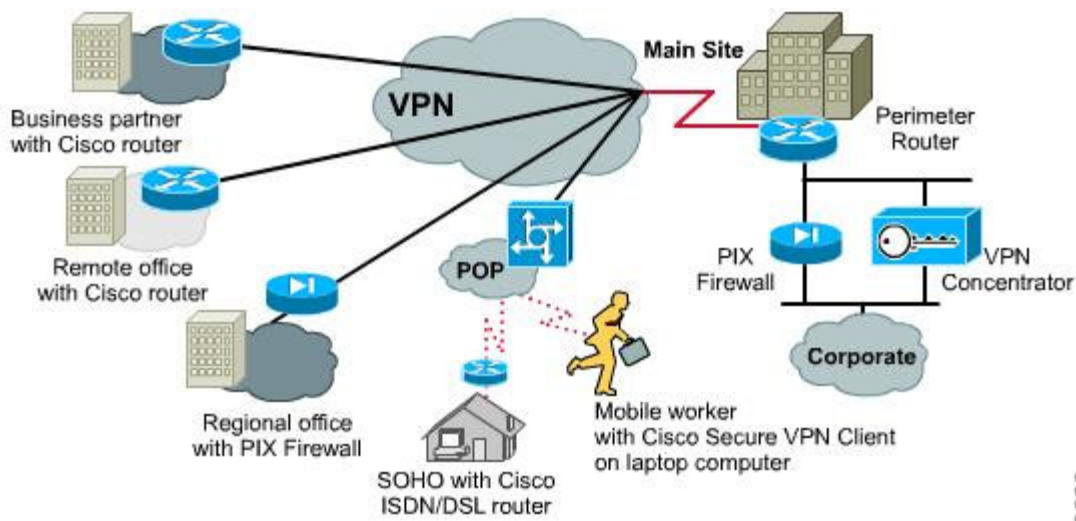 Business partner
with Cisco router
Remote office
with Cisco router
Regional office
with PIX Firewall
VPN
POP
SOHO with Cisco
ISDN/DSL router
Mobile worker
with Cisco Secure VPN Client
on laptop computer
Main Site
Perimeter
Router
PIX
Firewall
VPN
Concentrator
Corporate